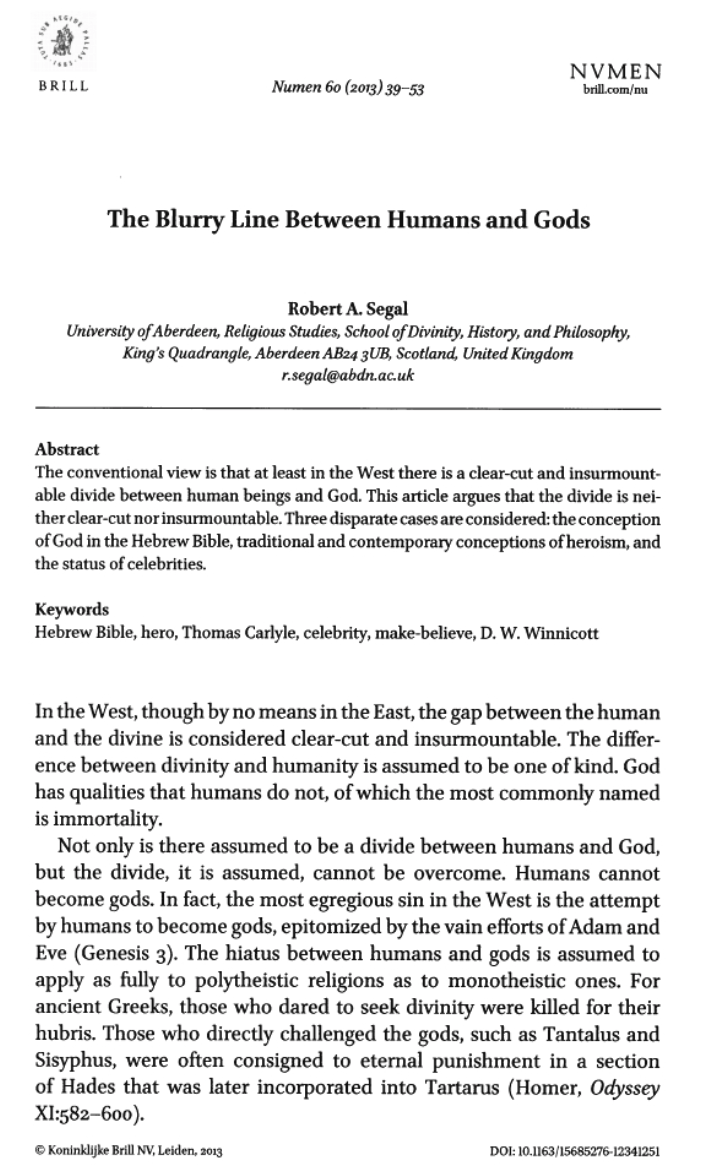 TUTA SUB AEGIDE PALLAS
· 1683 ·
BRILL
Numen 60 (2013) 39–53
NVMEN
brill.com/nu
The Blurry Line Between Humans and Gods
Robert A. Segal
University of Aberdeen, Religious Studies, School of Divinity, History, and Philosophy,
King's Quadrangle, Aberdeen AB24 3UB, Scotland, United Kingdom
r.segal@abdn.ac.uk
Abstract
The conventional view is that at least in the West there is a clear-cut and insurmount-
able divide between human beings and God. This article argues that the divide is nei-
ther clear-cut nor insurmountable. Three disparate cases are considered: the conception
of God in the Hebrew Bible, traditional and contemporary conceptions of heroism, and
the status of celebrities.
Keywords
Hebrew Bible, hero, Thomas Carlyle, celebrity, make-believe, D. W. Winnicott
In the West, though by no means in the East, the gap between the human
and the divine is considered clear-cut and insurmountable. The differ-
ence between divinity and humanity is assumed to be one of kind. God
has qualities that humans do not, of which the most commonly named
is immortality.
Not only is there assumed to be a divide between humans and God,
but the divide, it is assumed, cannot be overcome. Humans cannot
become gods. In fact, the most egregious sin in the West is the attempt
by humans to become gods, epitomized by the vain efforts of Adam and
Eve (Genesis 3). The hiatus between humans and gods is assumed to
apply as fully to polytheistic religions as to monotheistic ones. For
ancient Greeks, those who dared to seek divinity were killed for their
hubris. Those who directly challenged the gods, such as Tantalus and
Sisyphus, were often consigned to eternal punishment in a section
of Hades that was later incorporated into Tartarus (Homer, Odyssey
XI:582–600).
© Koninklijke Brill NV, Leiden, 2013
DOI: 10.1163/15685276-12341251